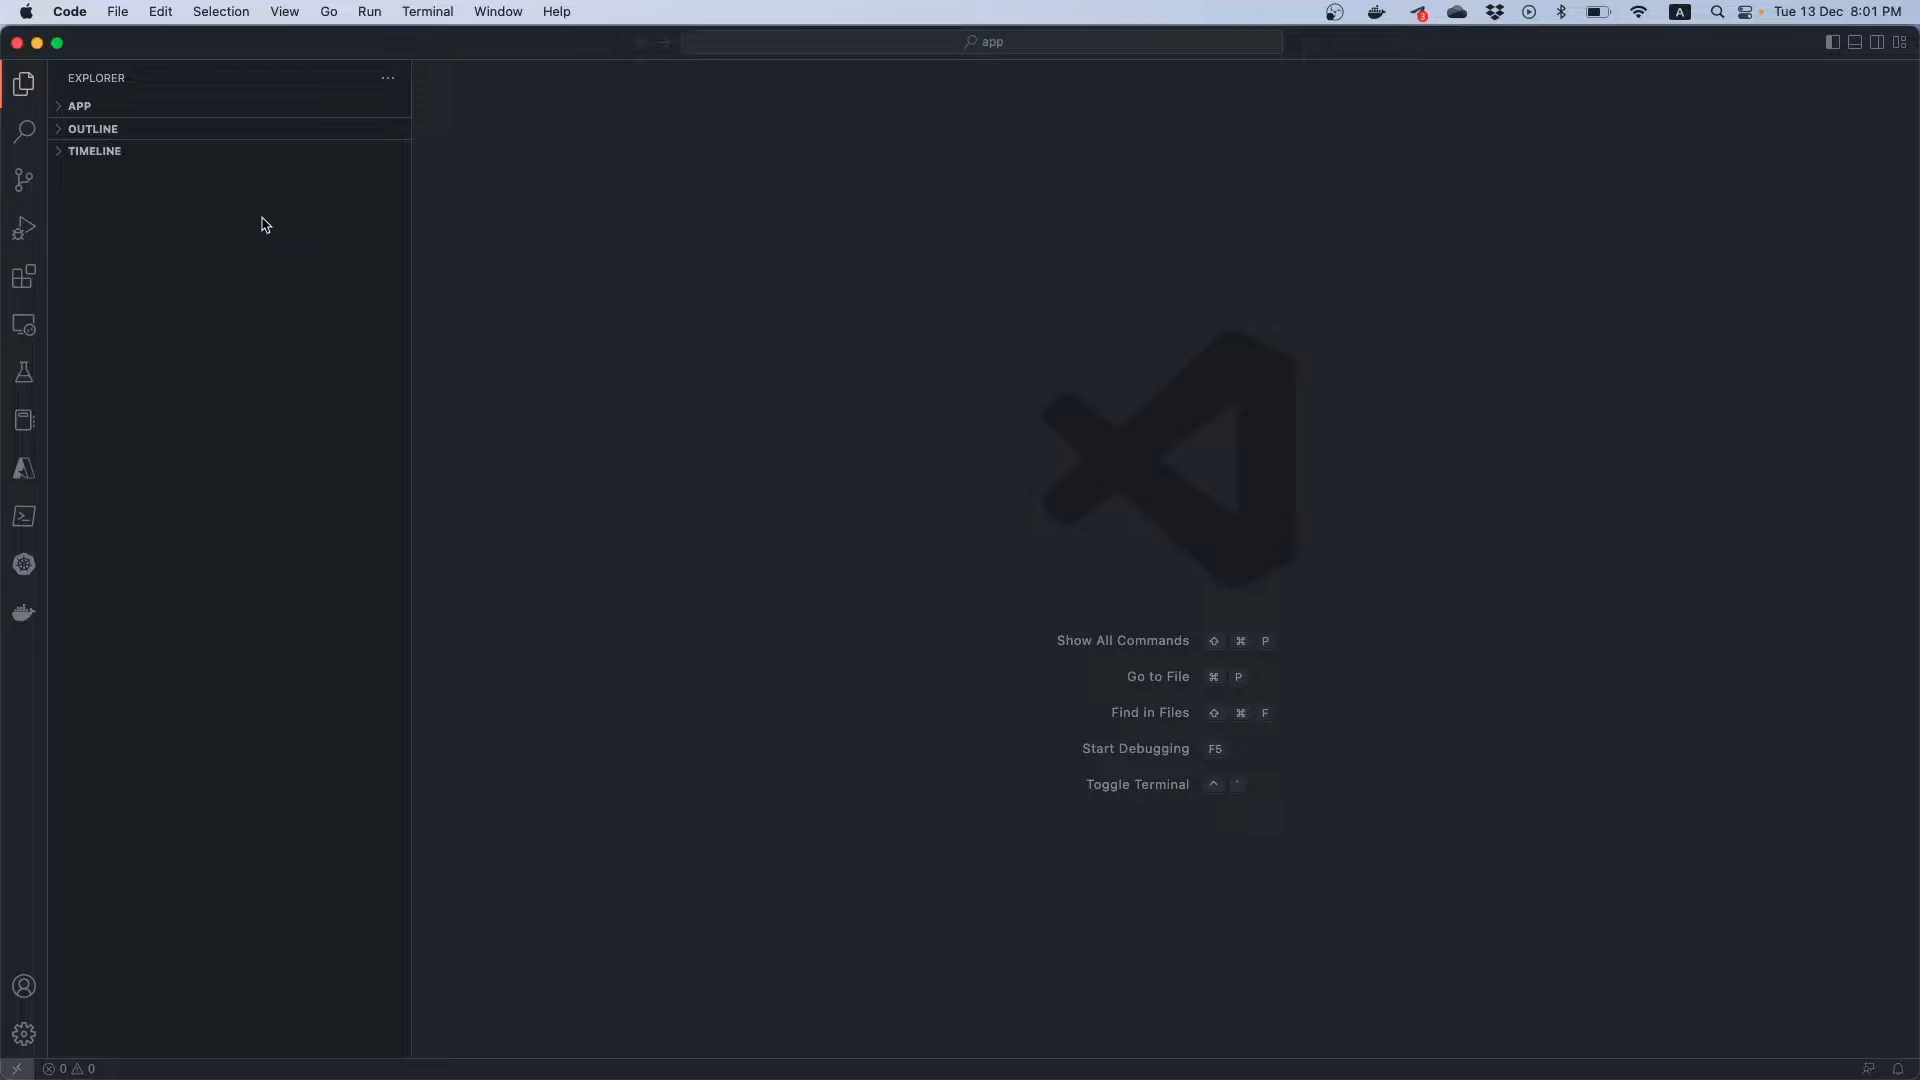 Code File Edit Selection View Go Run Terminal Window Help 3 A Tue 13 Dec 8:01 PM
app
EXPLORER ...
APP
OUTLINE
TIMELINE
Show All Commands ⇧ ⌘ P
Go to File ⌘ P
Find in Files ⇧ ⌘ F
Start Debugging F5
Toggle Terminal ^ `
0 0